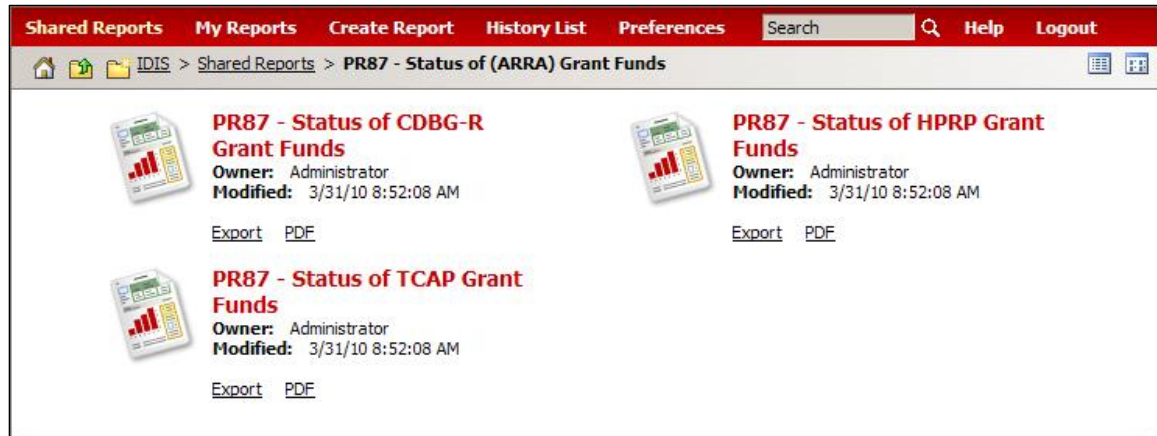 Shared Reports My Reports Create Report History List Preferences Search Help Logout
IDIS > Shared Reports > PR87 - Status of (ARRA) Grant Funds
PR87 - Status of CDBG-R
Grant Funds
Owner: Administrator
Modified: 3/31/10 8:52:08 AM
Export PDF
PR87 - Status of HPRP Grant
Funds
Owner: Administrator
Modified: 3/31/10 8:52:08 AM
Export PDF
PR87 - Status of TCAP Grant
Funds
Owner: Administrator
Modified: 3/31/10 8:52:08 AM
Export PDF